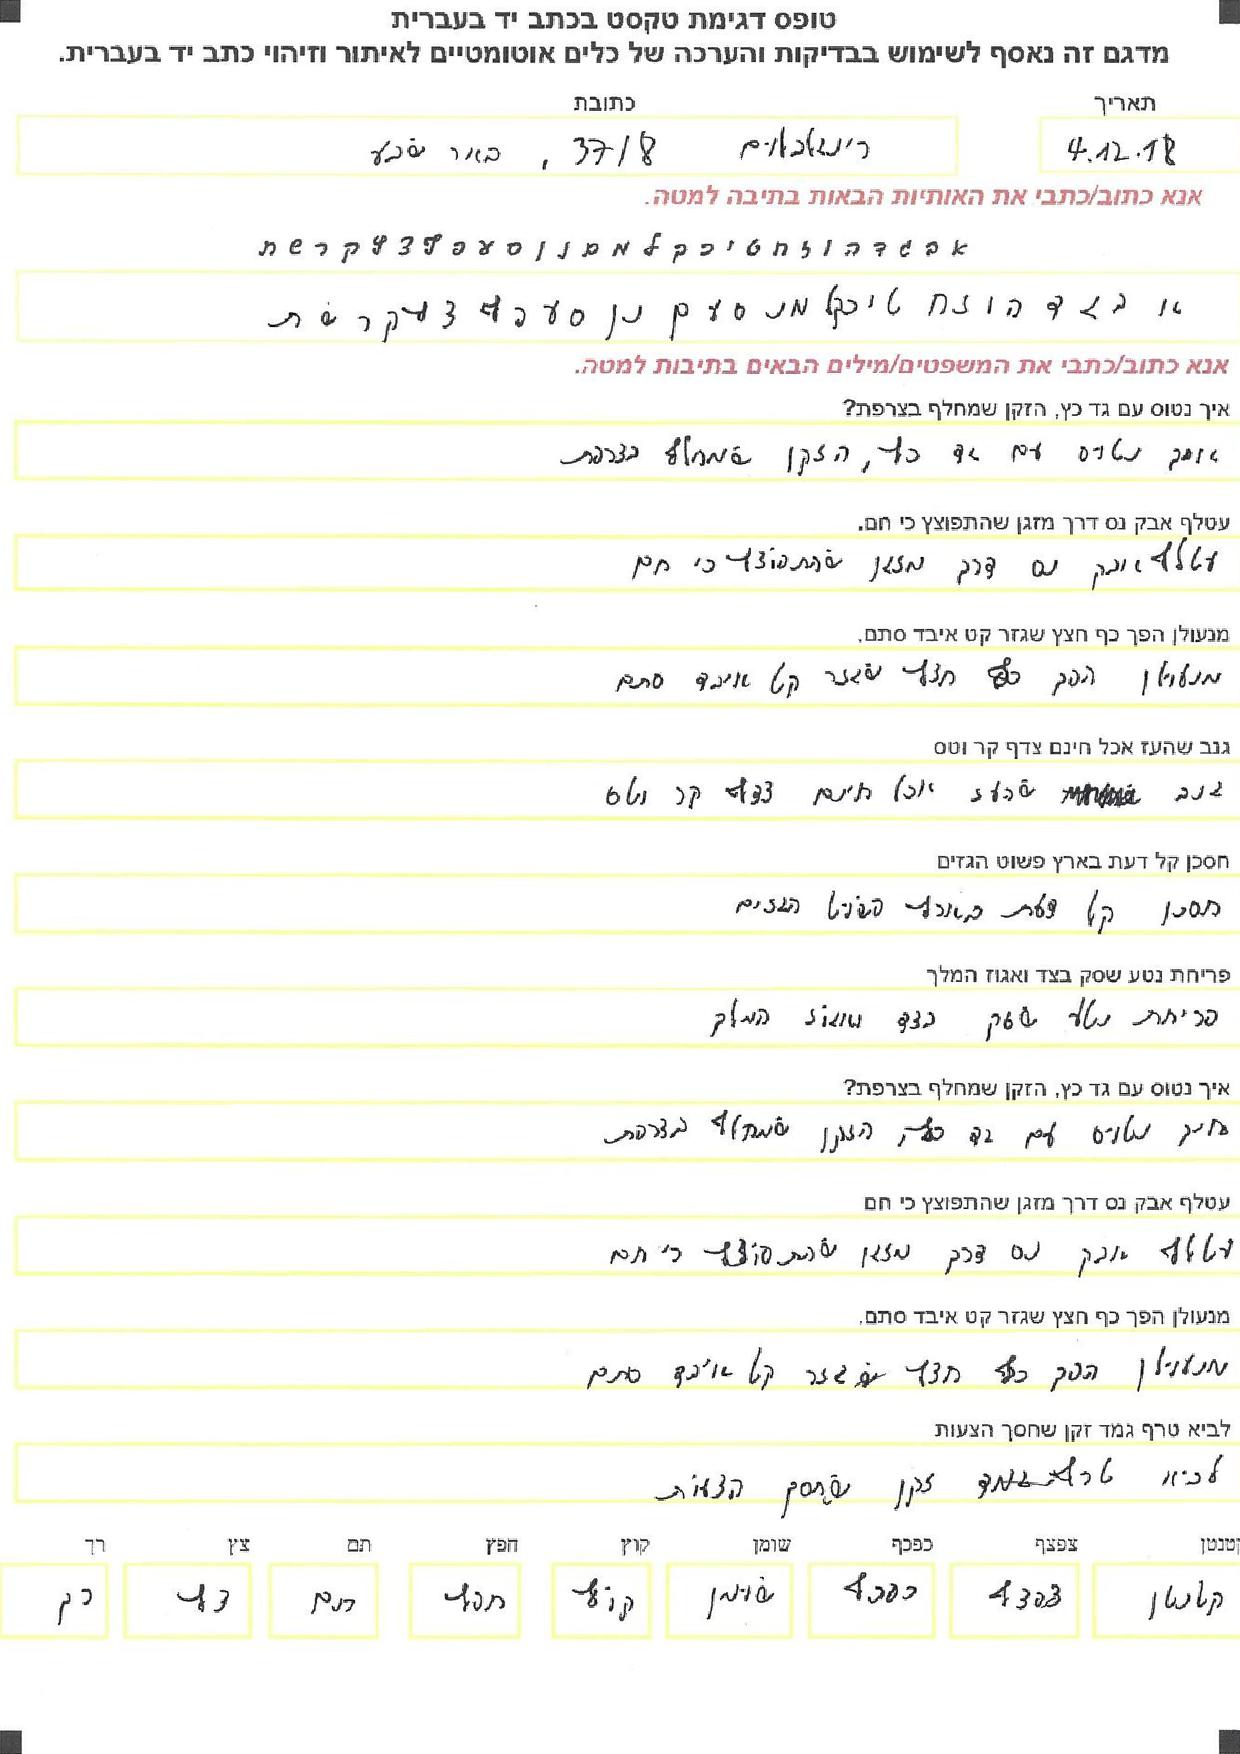 טופס דגימת טקסט בכתב יד בעברית
מדגם זה נאסף לשימוש בבדיקות והערכה של כלים אוטומטיים לאיתור וזיהוי כתב יד בעברית.
תאריך כתובת
4.12.18 רינגלבלום 37/8, באר שבע
אנא כתוב/כתבי את האותיות הבאות בתיבה למטה.
א ב ג ד ה ו ז ח ט י כ ך ל מ ם נ ן ס ע פ ף צ ץ ק ר ש ת
א ב ג ד ה ו ז ח ט י כ ך ל מ נ ס ע ם נ ן ס ע פ ף צ ץ ק ר ש ת
אנא כתוב/כתבי את המשפטים/מילים הבאים בתיבות למטה.
איך נטוס עם גד כץ, הזקן שמחלף בצרפת?
איך נטוס עם גד כץ, הזקן שמחלף בצרפת
עטלף אבק נס דרך מזגן שהתפוצץ כי חם.
עטלף אבק נס דרך מזגן שהתפוצץ כי חם
מנעולן הפך כף חצץ שגזר קט איבד סתם.
מנעולן הפך כף חצץ שגזר קט איבד סתם
גנב שהעז אכל חינם צדף קר וטס
גנב שהעז אכל חינם צדף קר וטס
חסכן קל דעת בארץ פשוט הגזים
חסכן קל דעת בארץ פשוט הגזים
פריחת נטע שסק בצד ואגוז המלך
פריחת נטע שסק בצד ואגוז המלך
איך נטוס עם גד כץ, הזקן שמחלף בצרפת?
איך נטוס עם גד כץ, הזקן שמחלף בצרפת
עטלף אבק נס דרך מזגן שהתפוצץ כי חם
עטלף אבק נס דרך מזגן שהתפוצץ כי חם
מנעולן הפך כף חצץ שגזר קט איבד סתם.
מנעולן הפך כף חצץ שגזר קט איבד סתם
לביא טרף גמד זקן שחסך הצעות
לביא טרף גמד זקן שחסך הצעות
קטנטן צפצף כפכף שומן קוץ חפץ תם צץ רך
קטנטן צפצף כפכף שומן קוץ חפץ תם צץ רך